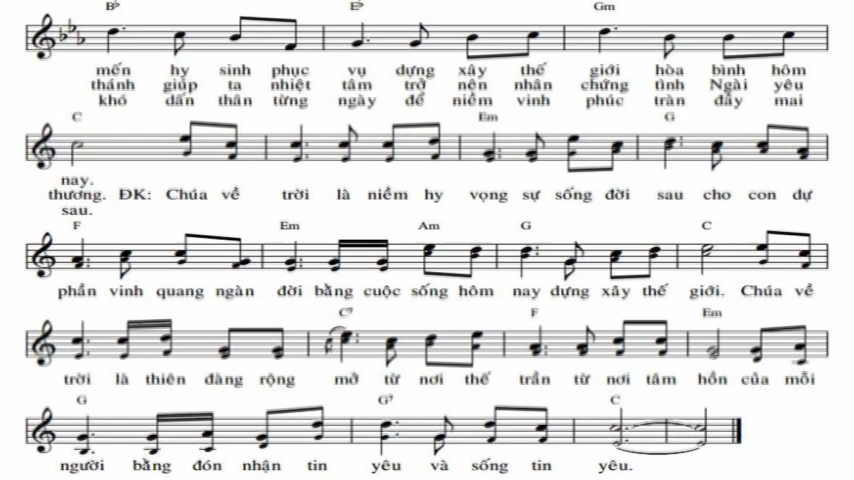 B♭ E♭ Gm
mến hy sinh phục vụ dựng xây thế giới hòa bình hôm
thánh giúp ta nhiệt tâm trở nên nhân chứng tình Ngài yêu
khó dấn thân từng ngày để niềm vinh phúc tràn đầy mai
C Em G
nay.
thương. ĐK: Chúa về trời là niềm hy vọng sự sống đời sau cho con dự
sau.
F Em Am G C
phần vinh quang ngàn đời bằng cuộc sống hôm nay dựng xây thế giới. Chúa về
C⁹ F Em
trời là thiên đàng rộng mở từ nơi thế trần từ nơi tâm hồn của mỗi
G G⁷ C
người bằng đón nhận tin yêu và sống tin yêu.